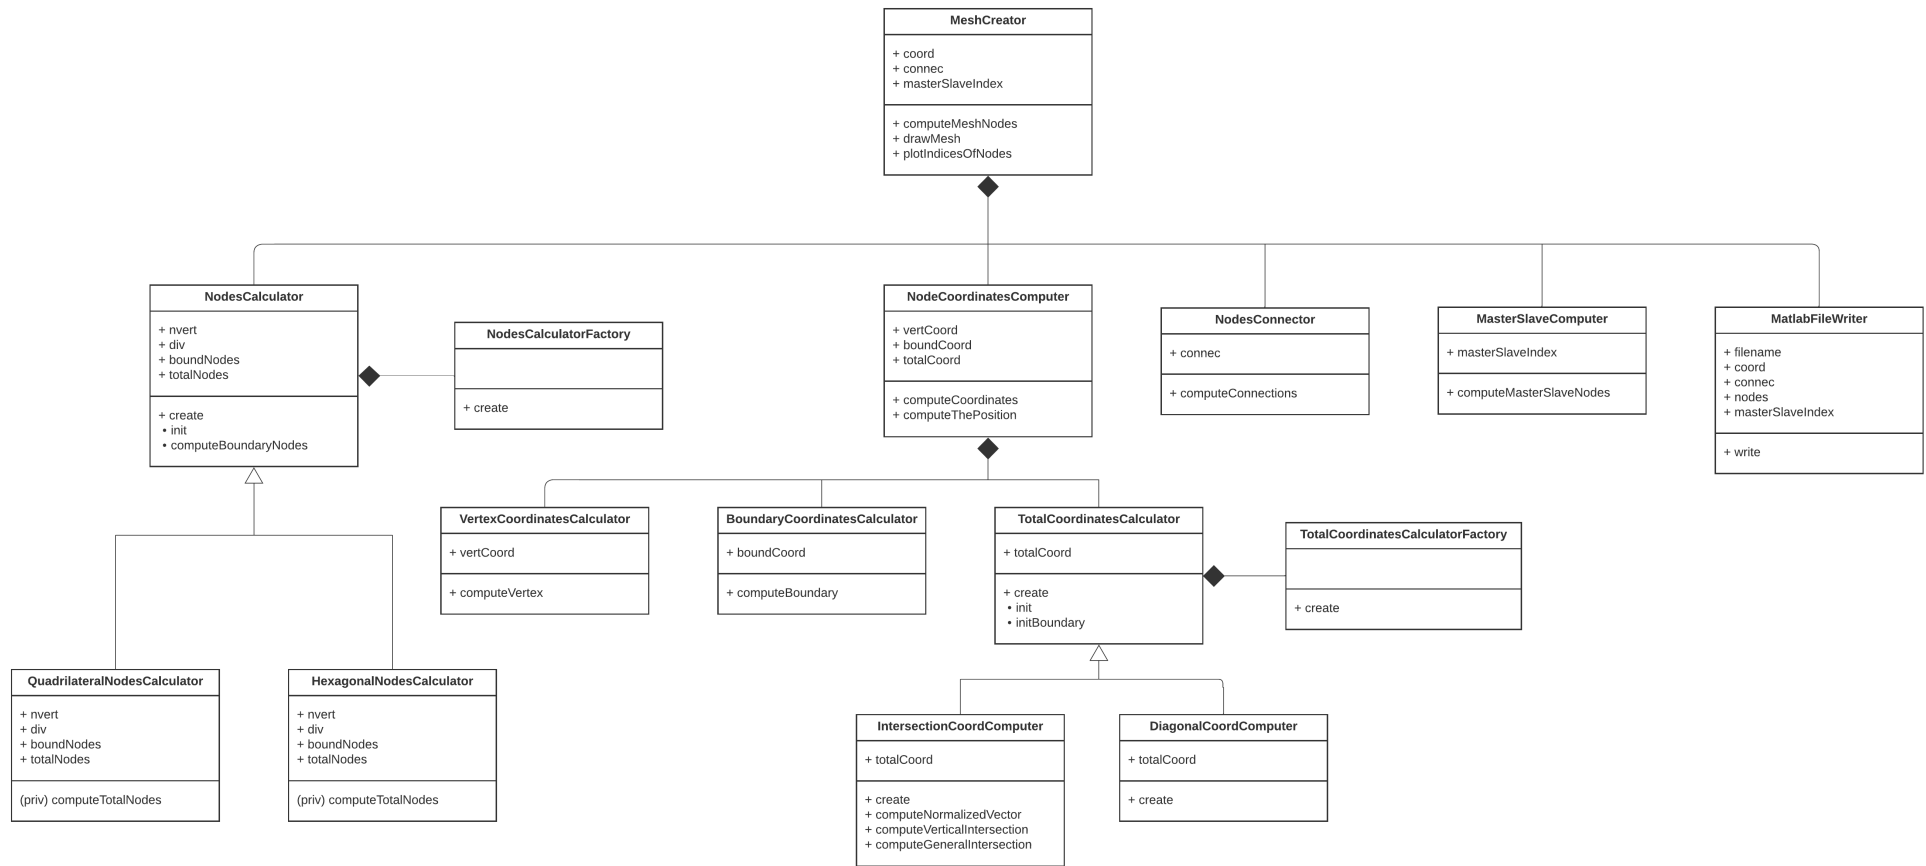 MeshCreator
+ coord
+ connec
+ masterSlaveIndex
+ computeMeshNodes
+ drawMesh
+ plotIndicesOfNodes
NodesCalculator
+ nvert
+ div
+ boundNodes
+ totalNodes
+ create
• init
• computeBoundaryNodes
NodesCalculatorFactory
+ create
NodeCoordinatesComputer
+ vertCoord
+ boundCoord
+ totalCoord
+ computeCoordinates
+ computeThePosition
NodesConnector
+ connec
+ computeConnections
MasterSlaveComputer
+ masterSlaveIndex
+ computeMasterSlaveNodes
MatlabFileWriter
+ filename
+ coord
+ connec
+ nodes
+ masterSlaveIndex
+ write
VertexCoordinatesCalculator
+ vertCoord
+ computeVertex
BoundaryCoordinatesCalculator
+ boundCoord
+ computeBoundary
TotalCoordinatesCalculator
+ totalCoord
+ create
• init
• initBoundary
TotalCoordinatesCalculatorFactory
+ create
QuadrilateralNodesCalculator
+ nvert
+ div
+ boundNodes
+ totalNodes
(priv) computeTotalNodes
HexagonalNodesCalculator
+ nvert
+ div
+ boundNodes
+ totalNodes
(priv) computeTotalNodes
IntersectionCoordComputer
+ totalCoord
+ create
+ computeNormalizedVector
+ computeVerticalIntersection
+ computeGeneralIntersection
DiagonalCoordComputer
+ totalCoord
+ create